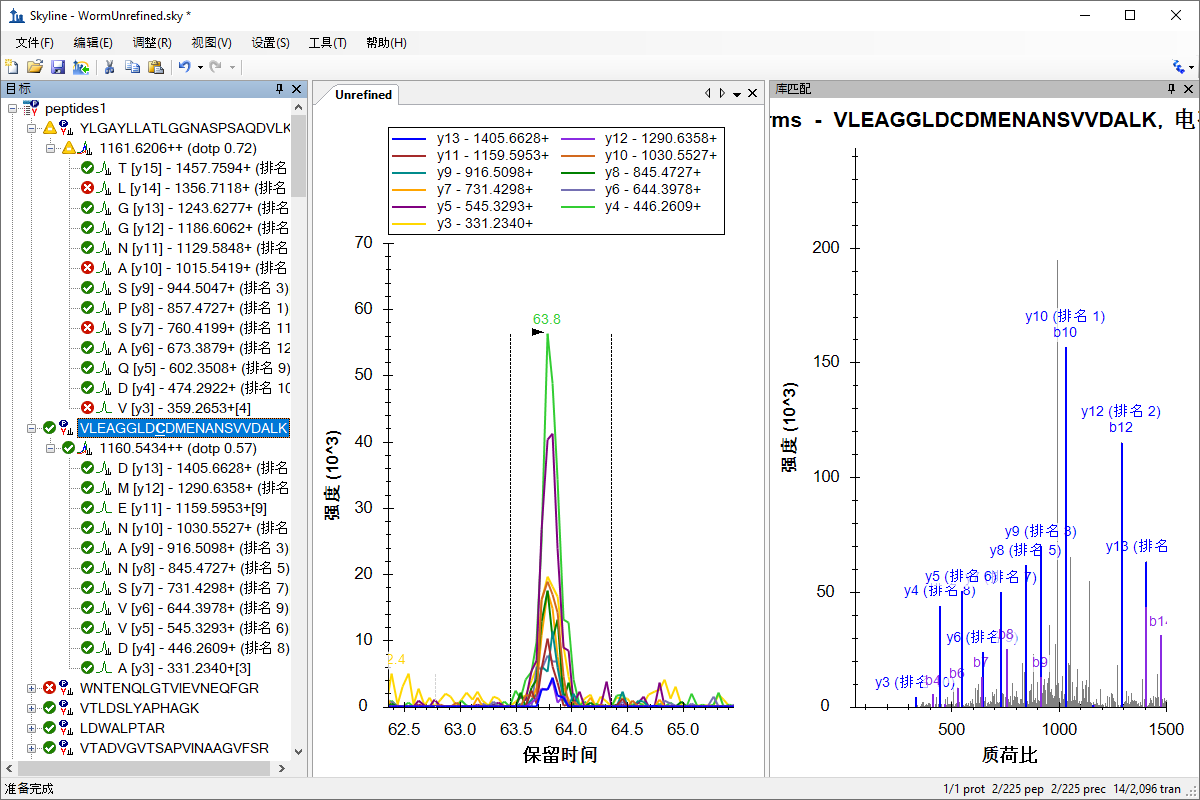 Skyline - WormUnrefined.sky *
文件(F) 编辑(E) 调整(R) 视图(V) 设置(S) 工具(T) 帮助(H)
目标
peptides1
YLGAYLLATLGGNASPSAQDVLK
1161.6206++ (dotp 0.72)
T [y15] - 1457.7594+ (排名
L [y14] - 1356.7118+ (排名
G [y13] - 1243.6277+ (排名
G [y12] - 1186.6062+ (排名
N [y11] - 1129.5848+ (排名
A [y10] - 1015.5419+ (排名
S [y9] - 944.5047+ (排名 3)
P [y8] - 857.4727+ (排名 1)
S [y7] - 760.4199+ (排名 11
A [y6] - 673.3879+ (排名 12
Q [y5] - 602.3508+ (排名 9)
D [y4] - 474.2922+ (排名 10
V [y3] - 359.2653+[4]
VLEAGGLDCDMENANSVVDALK
1160.5434++ (dotp 0.57)
D [y13] - 1405.6628+ (排名
M [y12] - 1290.6358+ (排名
E [y11] - 1159.5953+[9]
N [y10] - 1030.5527+ (排名
A [y9] - 916.5098+ (排名 3)
N [y8] - 845.4727+ (排名 5)
S [y7] - 731.4298+ (排名 7)
V [y6] - 644.3978+ (排名 9)
V [y5] - 545.3293+ (排名 6)
D [y4] - 446.2609+ (排名 8)
A [y3] - 331.2340+[3]
WNTENQLGTVIEVNEQFGR
VTLDSLYAPHAGK
LDWALPTAR
VTADVGVTSAPVINAAGVFSR
Unrefined
y13 - 1405.6628+ y12 - 1290.6358+
y11 - 1159.5953+ y10 - 1030.5527+
y9 - 916.5098+ y8 - 845.4727+
y7 - 731.4298+ y6 - 644.3978+
y5 - 545.3293+ y4 - 446.2609+
y3 - 331.2340+
强度 (10^3)
70
60
50
40
30
20
10
0
63.8
2.4
62.5 63.0 63.5 64.0 64.5 65.0
保留时间
库匹配
rms - VLEAGGLDCDMENANSVVDALK, 电
强度 (10^3)
200
150
100
50
0
y10 (排名 1)
b10
y12 (排名 2)
b12
y9 (排名 3)
y8 (排名 5)
y13 (排名
y5 (排名 6)
排名 7)
y4 (排名 8)
y6 (排名 9)
b8
b7
b9
b6
y3 (排名
b4
b14
500 1000 1500
质荷比
准备完成
1/1 prot 2/225 pep 2/225 prec 14/2,096 tran